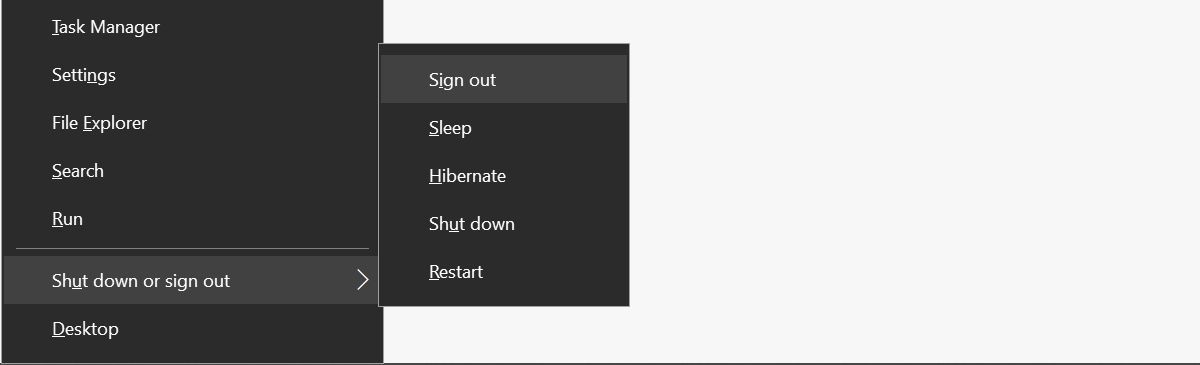 Task Manager
Settings
File Explorer
Search
Run
Shut down or sign out
Desktop
Sign out
Sleep
Hibernate
Shut down
Restart